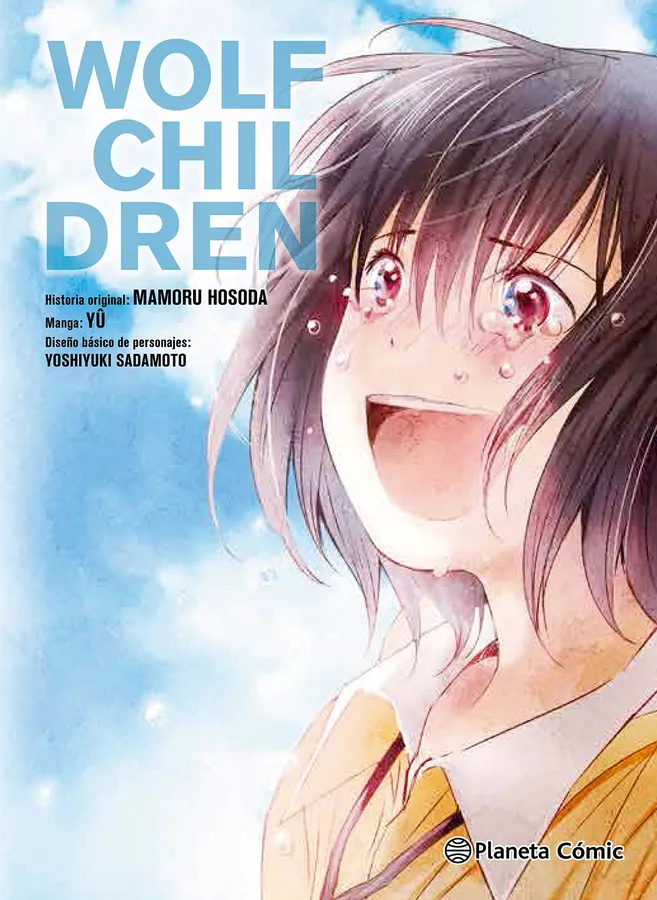 WOLF
CHIL
DREN
Historia original: MAMORU HOSODA
Manga: YÛ
Diseño básico de personajes:
YOSHIYUKI SADAMOTO
Planeta Cómic